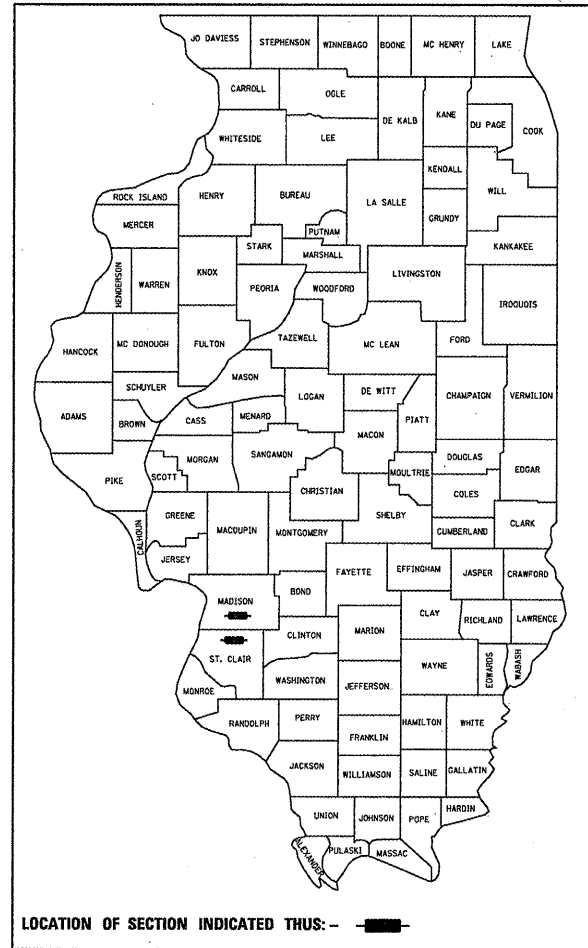 JO DAVIESS STEPHENSON WINNEBAGO BOONE MC HENRY LAKE
CARROLL OGLE DE KALB KANE DU PAGE COOK
WHITESIDE LEE
KENDALL WILL
ROCK ISLAND HENRY BUREAU LA SALLE GRUNDY
MERCER PUTNAM
STARK MARSHALL KANKAKEE
HENDERSON WARREN KNOX PEORIA WOODFORD LIVINGSTON IROQUOIS
HANCOCK MC DONOUGH FULTON TAZEWELL MC LEAN FORD
SCHUYLER MASON LOGAN DE WITT CHAMPAIGN VERMILION
ADAMS BROWN CASS MENARD MACON PIATT
PIKE SCOTT MORGAN SANGAMON CHRISTIAN MOULTRIE DOUGLAS EDGAR
COLES
CALHOUN GREENE MACOUPIN MONTGOMERY SHELBY CUMBERLAND CLARK
JERSEY
MADISON BOND FAYETTE EFFINGHAM JASPER CRAWFORD
ST. CLAIR CLINTON MARION CLAY RICHLAND LAWRENCE
MONROE WASHINGTON JEFFERSON WAYNE EDWARDS WABASH
RANDOLPH PERRY FRANKLIN HAMILTON WHITE
JACKSON WILLIAMSON SALINE GALLATIN
UNION JOHNSON POPE HARDIN
ALEXANDER PULASKI MASSAC
LOCATION OF SECTION INDICATED THUS: -